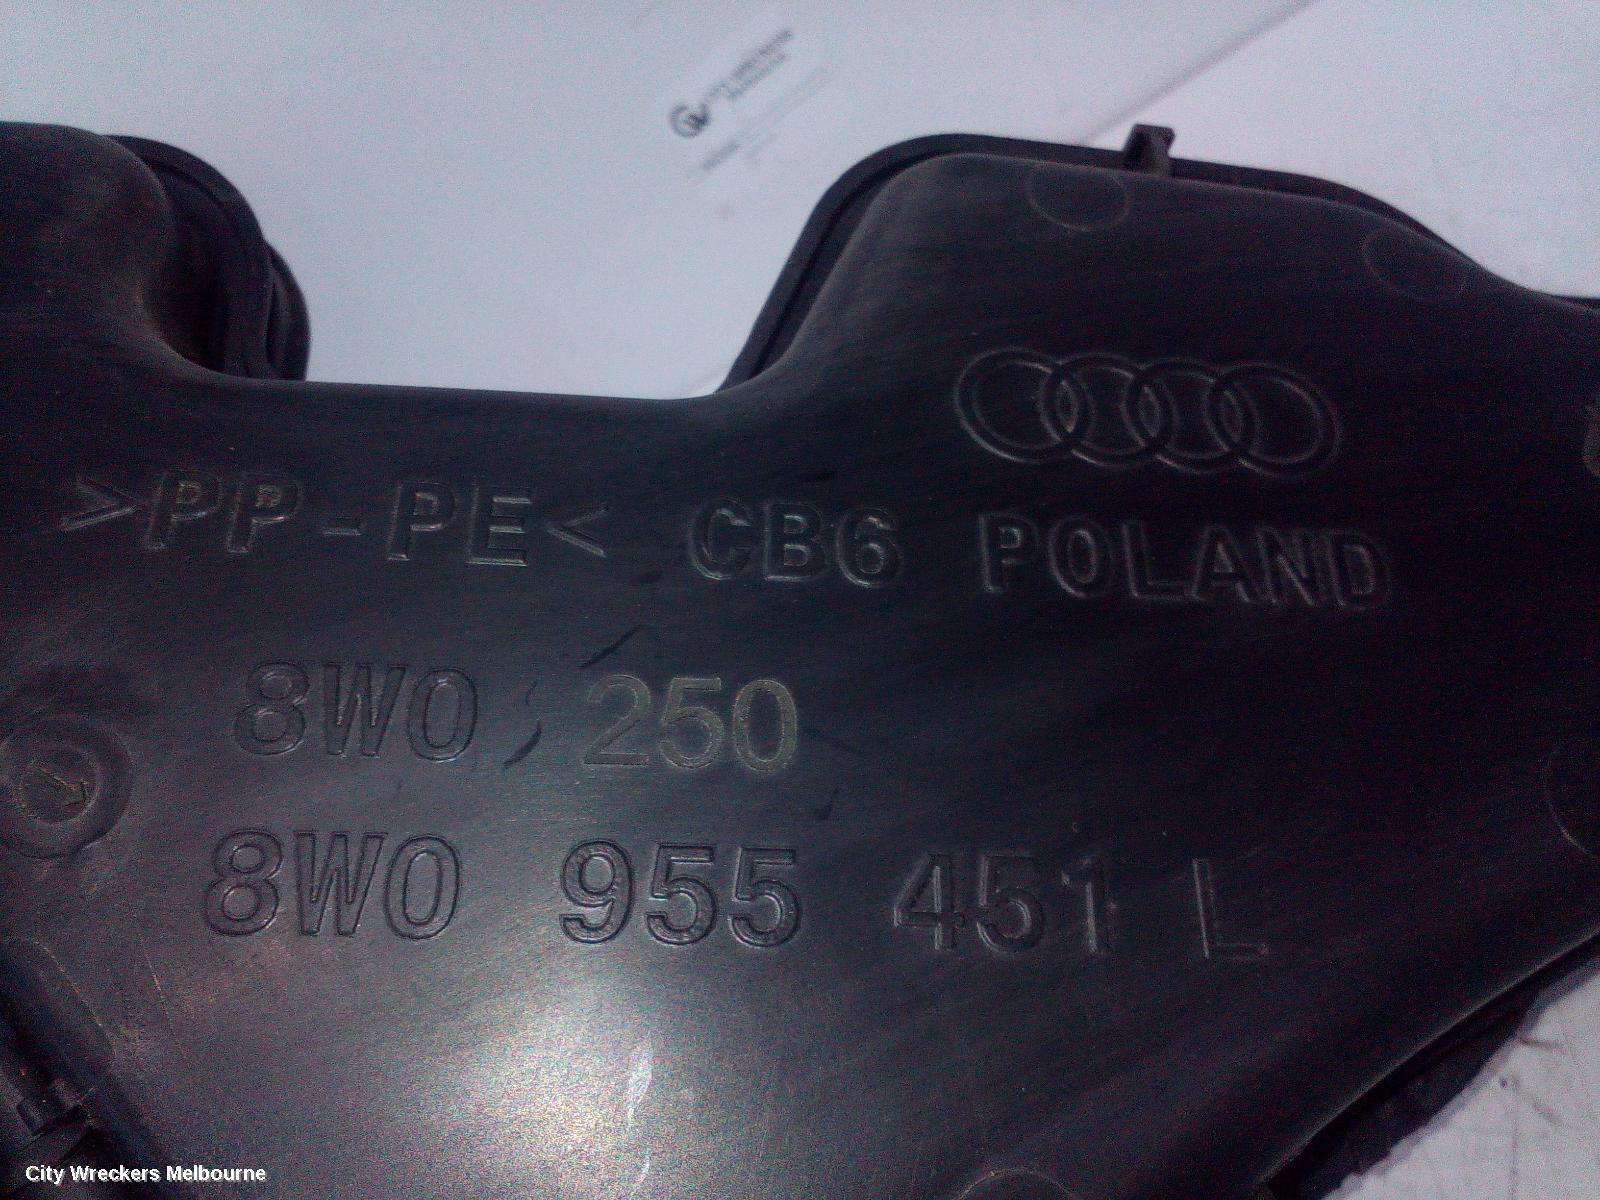 >PP-PE< CB6 POLAND
8W0 250
8W0 955 451 L
City Wreckers Melbourne